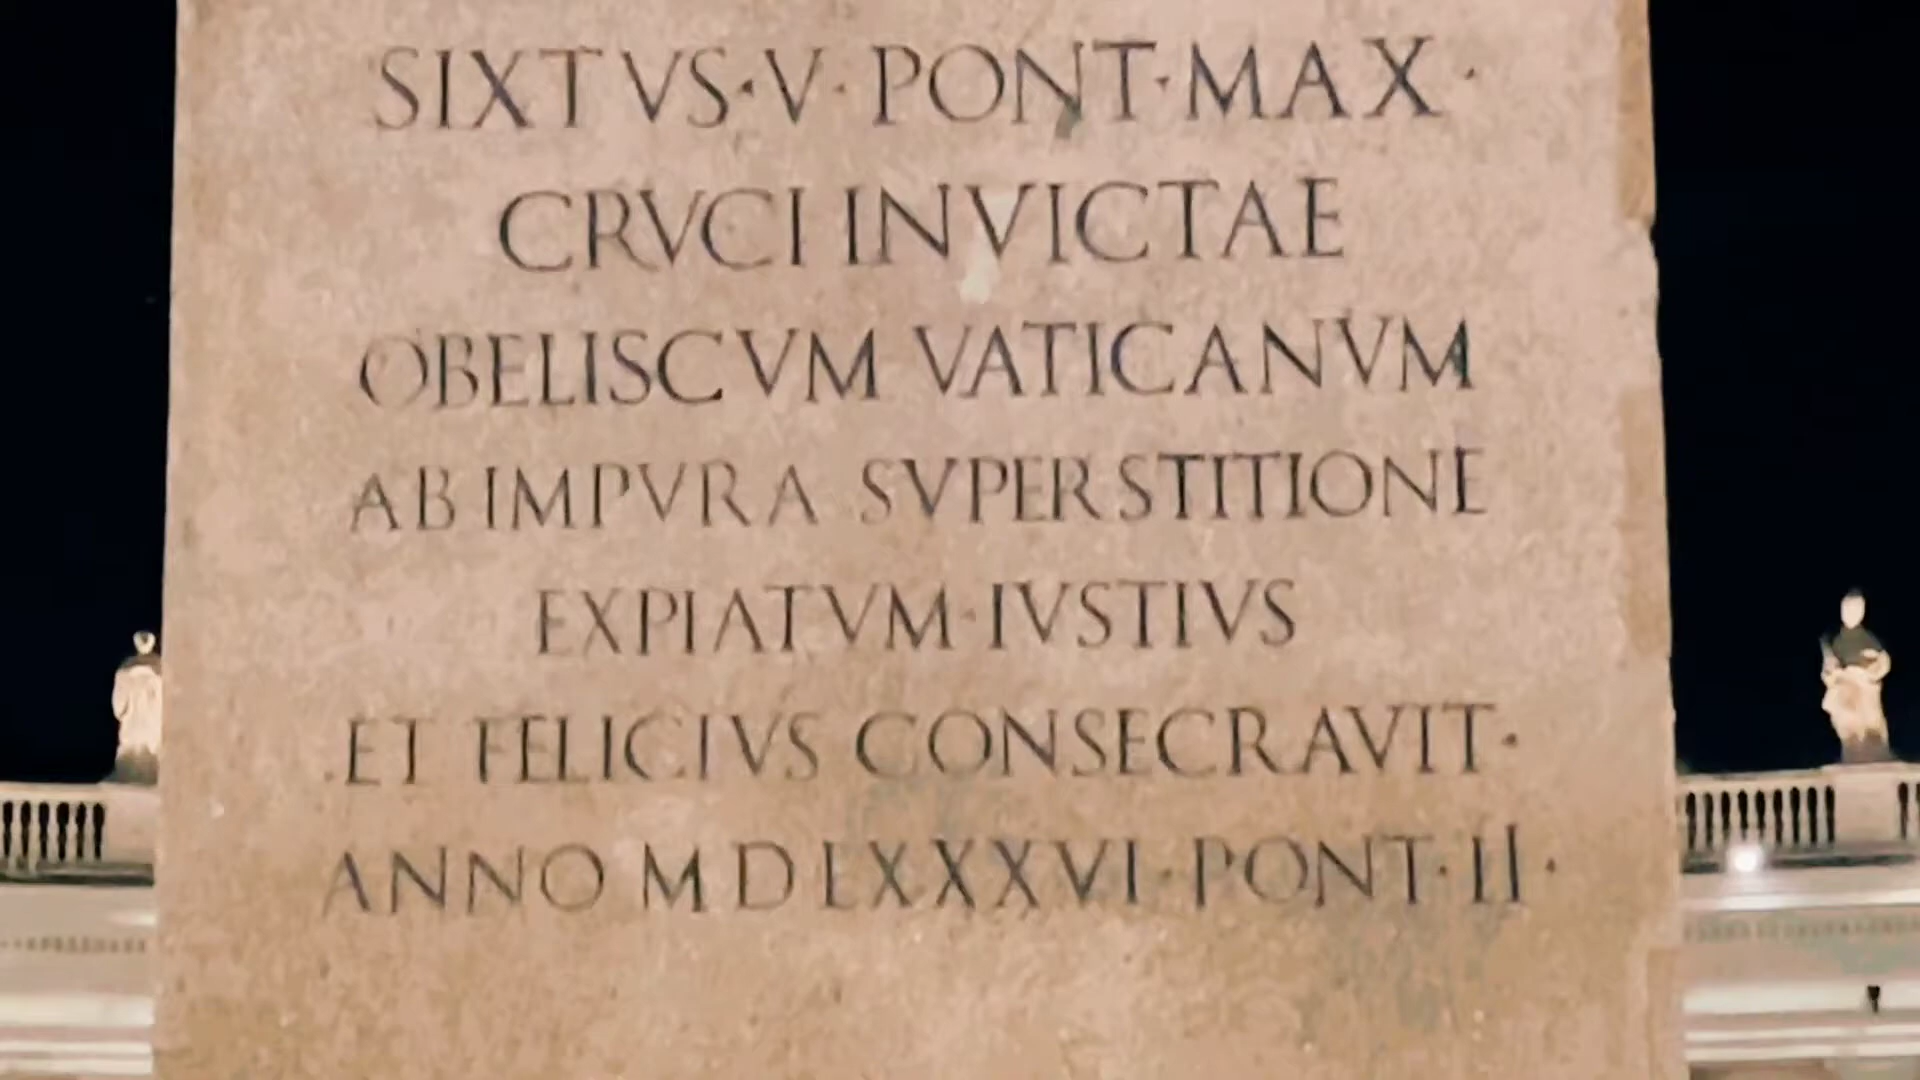 SIXTVS·V·PONT·MAX·
CRVCI INVICTAE
OBELISCVM VATICANVM
AB IMPVRA SVPERSTITIONE
EXPIATVM·IVSTIVS
ET FELICIVS CONSECRAVIT·
ANNO MDLXXXVI·PONT·II·